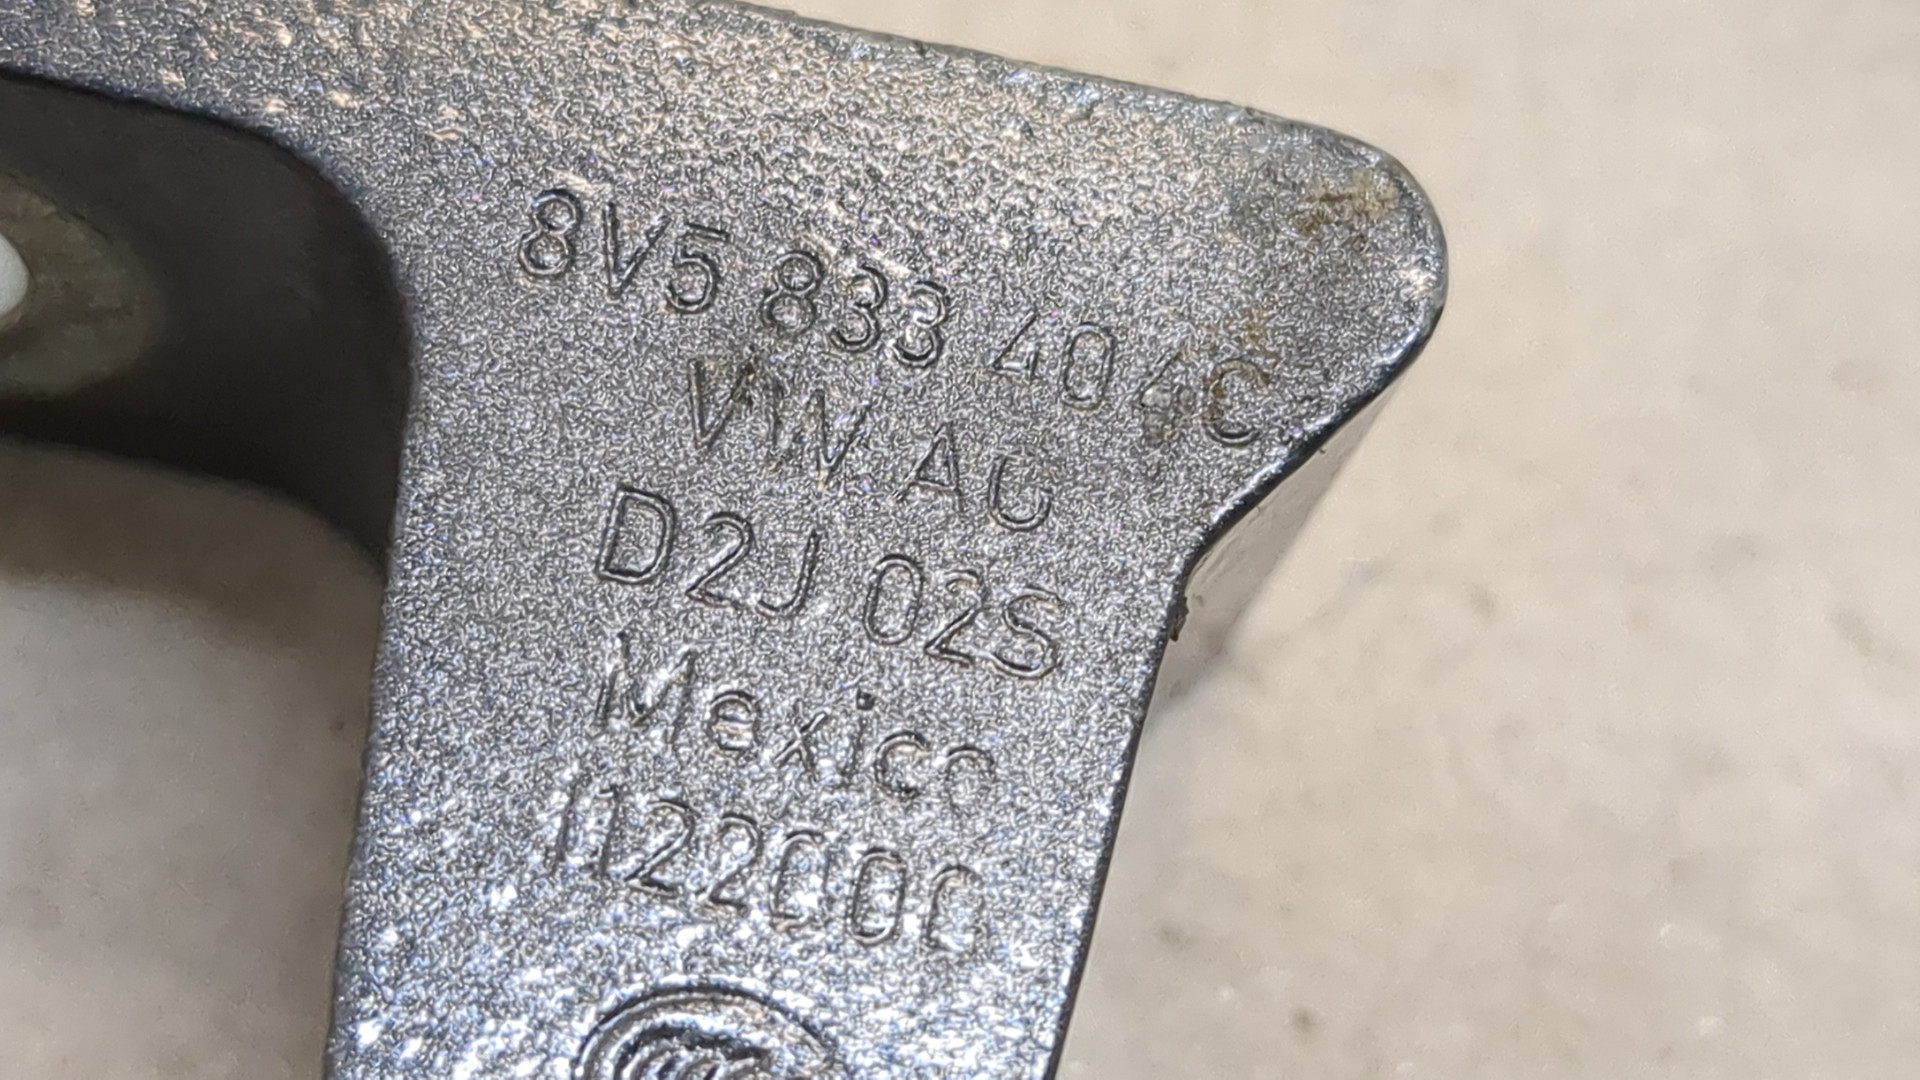 8V5 833 404C
VW AG
D2J 02S
Mexico
1122000